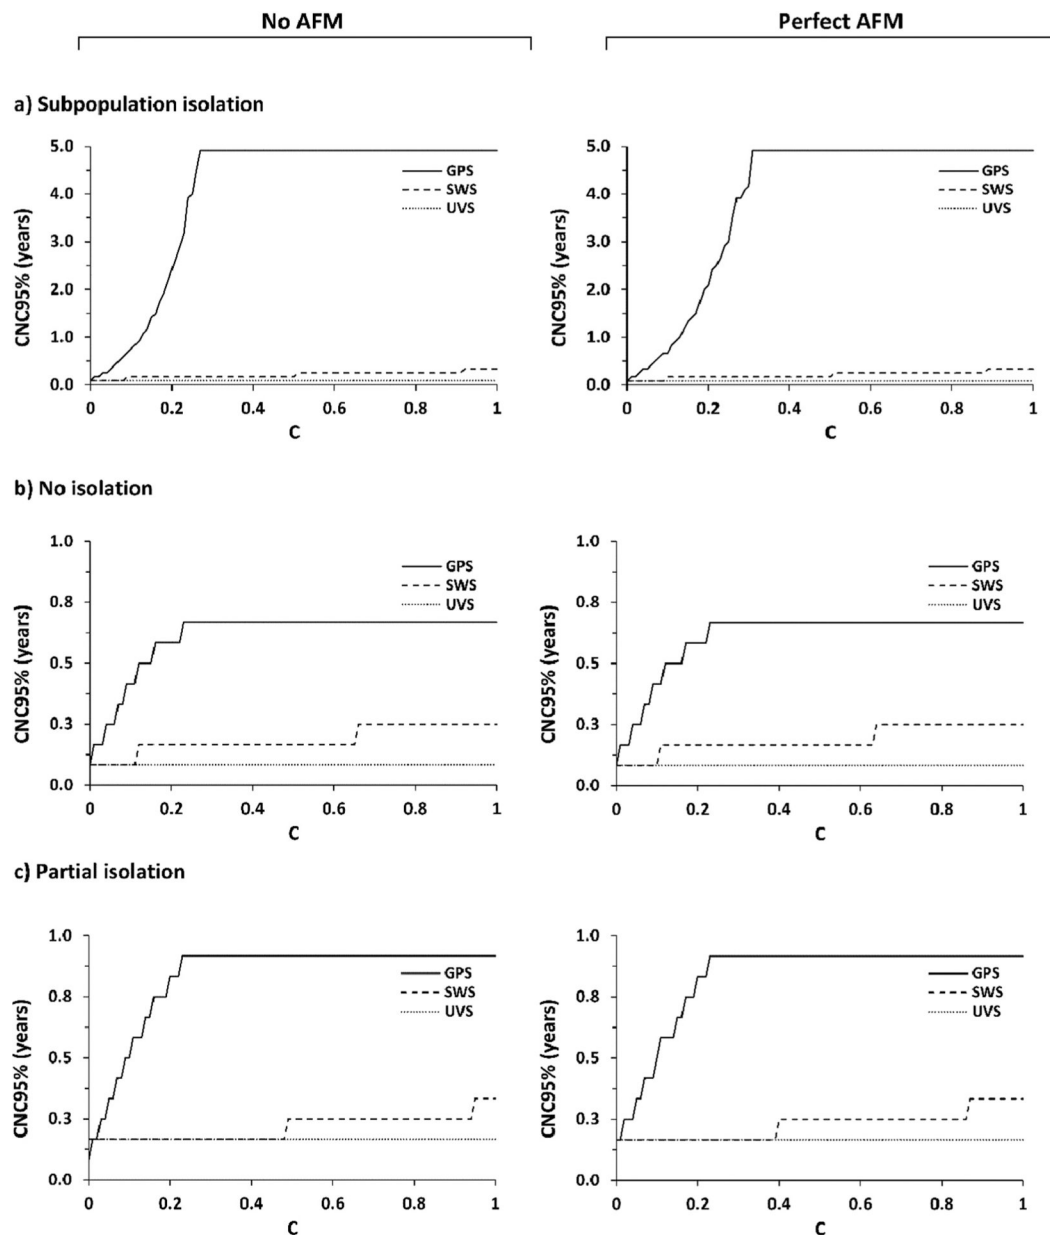 No AFM
Perfect AFM
a) Subpopulation isolation
5.0
4.0
3.0
2.0
1.0
0.0
CNC95% (years)
GPS
SWS
UVS
0 0.2 0.4 0.6 0.8 1
C
5.0
4.0
3.0
2.0
1.0
0.0
CNC95% (years)
GPS
SWS
UVS
0 0.2 0.4 0.6 0.8 1
C
b) No isolation
1.0
0.8
0.5
0.3
0.0
CNC95% (years)
GPS
SWS
UVS
0 0.2 0.4 0.6 0.8 1
C
1.0
0.8
0.5
0.3
0.0
CNC95% (years)
GPS
SWS
UVS
0 0.2 0.4 0.6 0.8 1
C
c) Partial isolation
1.0
0.8
0.5
0.3
0.0
CNC95% (years)
GPS
SWS
UVS
0 0.2 0.4 0.6 0.8 1
C
1.0
0.8
0.5
0.3
0.0
CNC95% (years)
GPS
SWS
UVS
0 0.2 0.4 0.6 0.8 1
C